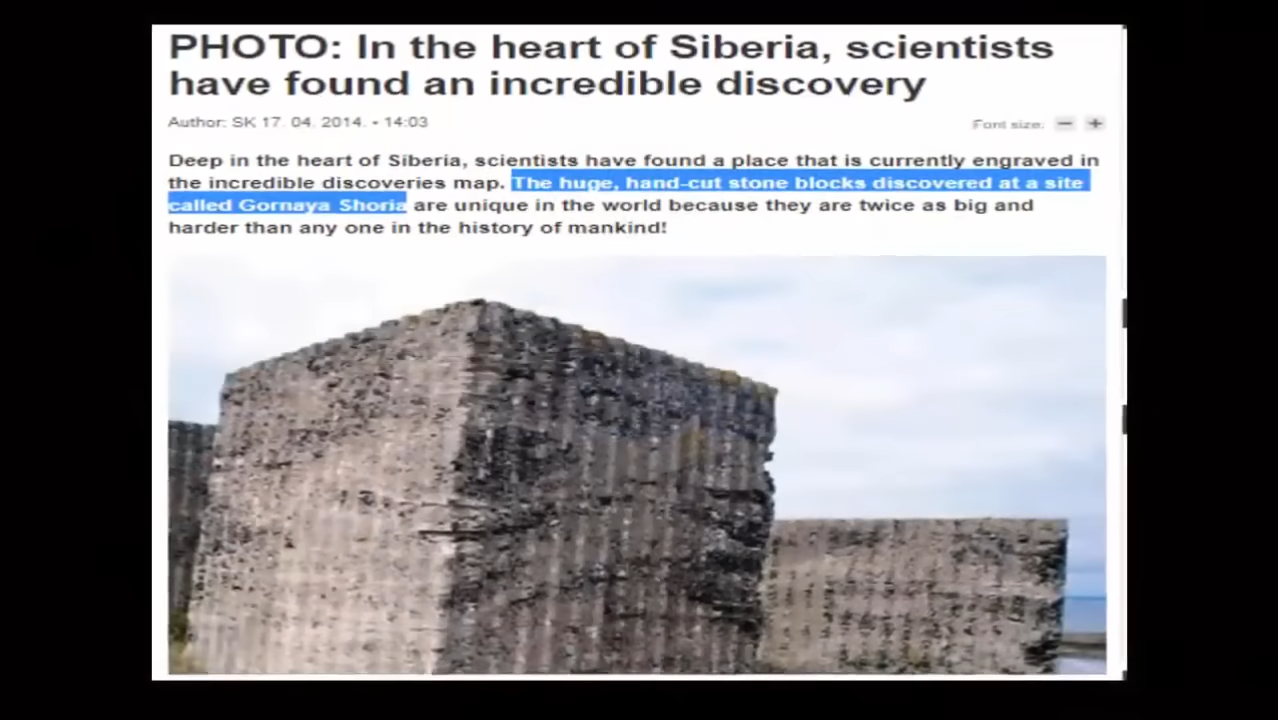 PHOTO: In the heart of Siberia, scientists
have found an incredible discovery
Author: SK 17. 04. 2014. - 14:03
Font size: − +
Deep in the heart of Siberia, scientists have found a place that is currently engraved in
the incredible discoveries map. The huge, hand-cut stone blocks discovered at a site
called Gornaya Shoria are unique in the world because they are twice as big and
harder than any one in the history of mankind!